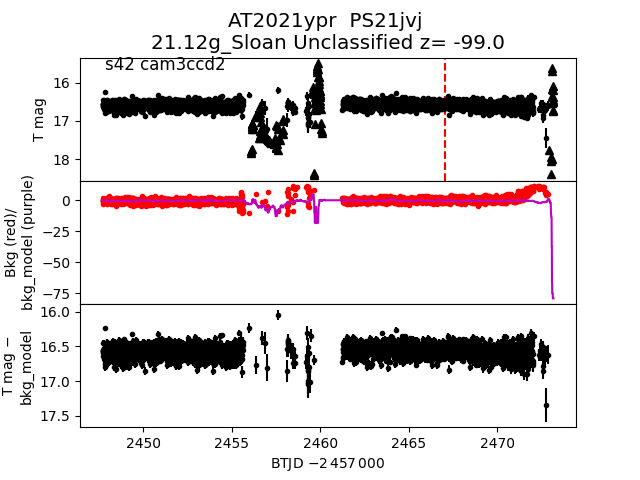 AT2021ypr PS21jvj
21.12g_Sloan Unclassified z= -99.0
s42 cam3ccd2
T mag
16
17
18
Bkg (red)/
bkg_model (purple)
0
−25
−50
−75
T mag −
bkg_model
16.0
16.5
17.0
17.5
2450 2455 2460 2465 2470
BTJD −2 457 000